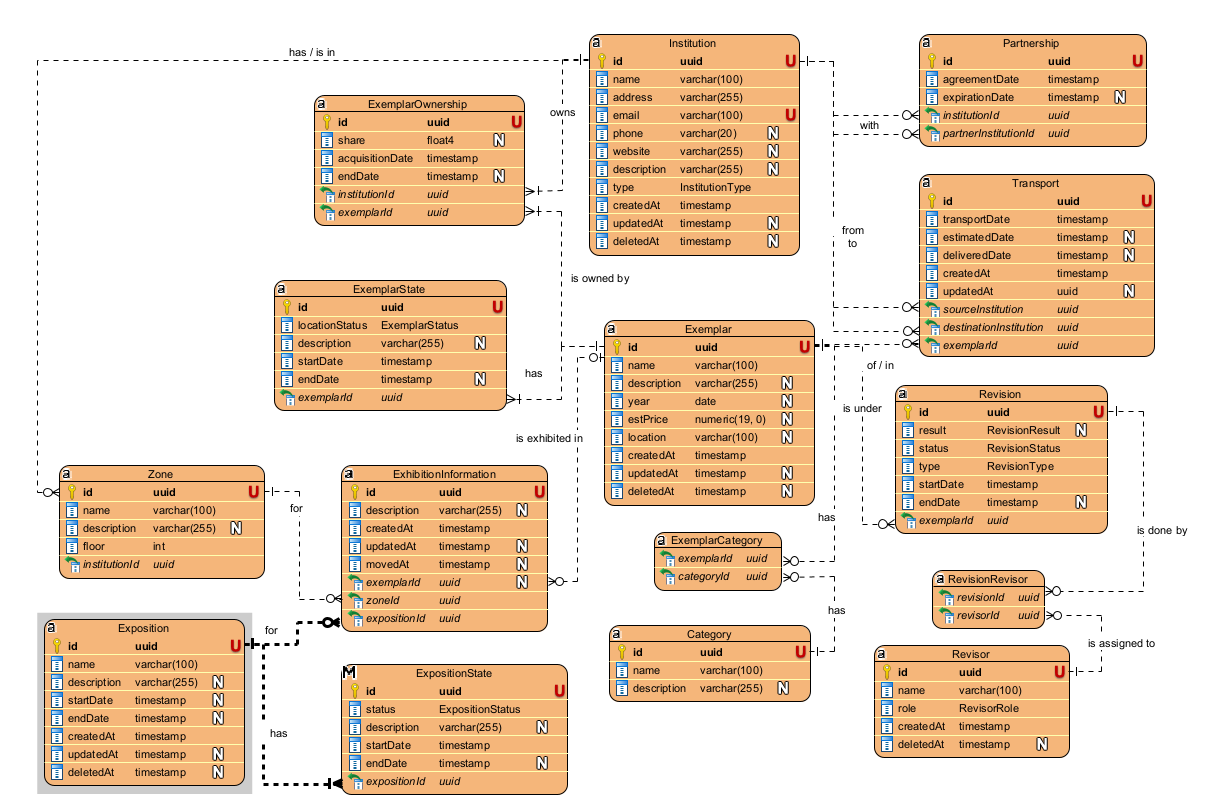 has / is in
a Institution
id uuid U
name varchar(100)
address varchar(255)
email varchar(100) U
phone varchar(20) N
website varchar(255) N
description varchar(255) N
type InstitutionType
createdAt timestamp
updatedAt timestamp N
deletedAt timestamp N
a Partnership
id uuid U
agreementDate timestamp
expirationDate timestamp N
institutionId uuid
partnerInstitutionId uuid
with
a ExemplarOwnership
id uuid U
share float4 N
acquisitionDate timestamp
endDate timestamp N
institutionId uuid
exemplarId uuid
owns
a Transport
id uuid U
transportDate timestamp
estimatedDate timestamp N
deliveredDate timestamp N
createdAt timestamp
updatedAt uuid N
sourceInstitution uuid
destinationInstitution uuid
exemplarId uuid
from
to
is owned by
a ExemplarState
id uuid U
locationStatus ExemplarStatus
description varchar(255) N
startDate timestamp
endDate timestamp N
exemplarId uuid
has
a Exemplar
id uuid U
name varchar(100)
description varchar(255) N
year date N
estPrice numeric(19, 0) N
location varchar(100) N
createdAt timestamp
updatedAt timestamp N
deletedAt timestamp N
of / in
is under
a Revision
id uuid U
result RevisionResult N
status RevisionStatus
type RevisionType
startDate timestamp
endDate timestamp N
exemplarId uuid
is exhibited in
a Zone
id uuid U
name varchar(100)
description varchar(255) N
floor int
institutionId uuid
for
a ExhibitionInformation
id uuid U
description varchar(255) N
createdAt timestamp
updatedAt timestamp N
movedAt timestamp N
exemplarId uuid N
zoneId uuid
expositionId uuid
has
a ExemplarCategory
exemplarId uuid
categoryId uuid
has
is done by
a RevisionRevisor
revisionId uuid
revisorId uuid
is assigned to
a Exposition
id uuid U
name varchar(100)
description varchar(255) N
startDate timestamp N
endDate timestamp N
createdAt timestamp
updatedAt timestamp N
deletedAt timestamp N
for
has
M ExpositionState
id uuid U
status ExpositionStatus
description varchar(255) N
startDate timestamp
endDate timestamp N
expositionId uuid
a Category
id uuid U
name varchar(100)
description varchar(255) N
a Revisor
id uuid U
name varchar(100)
role RevisorRole
createdAt timestamp
deletedAt timestamp N